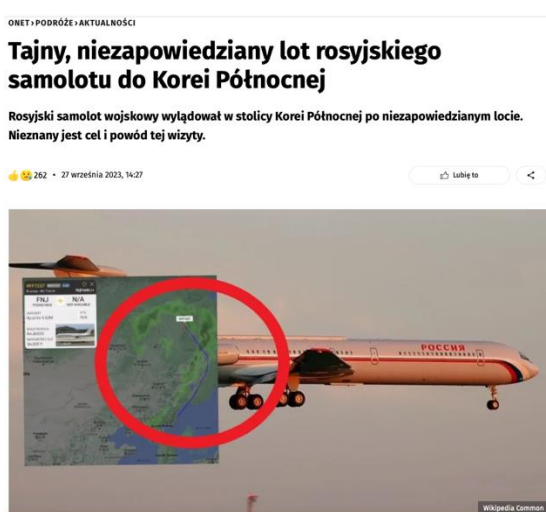 ONET › PODRÓŻE › AKTUALNOŚCI
Tajny, niezapowiedziany lot rosyjskiego
samolotu do Korei Północnej
Rosyjski samolot wojskowy wylądował w stolicy Korei Północnej po niezapowiedzianym locie.
Nieznany jest cel i powód tej wizyty.
262 • 27 września 2023, 14:27
Lubię to
FNJ
N/A
РОССИЯ
Wikipedia Common